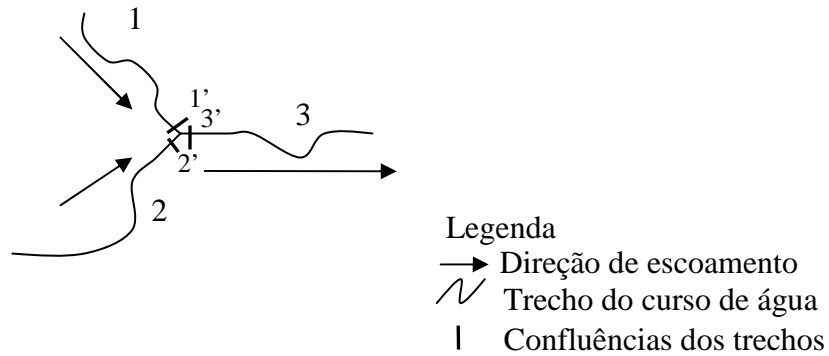 1
1’
3’
3
2’
2
Legenda
Direção de escoamento
Trecho do curso de água
Confluências dos trechos